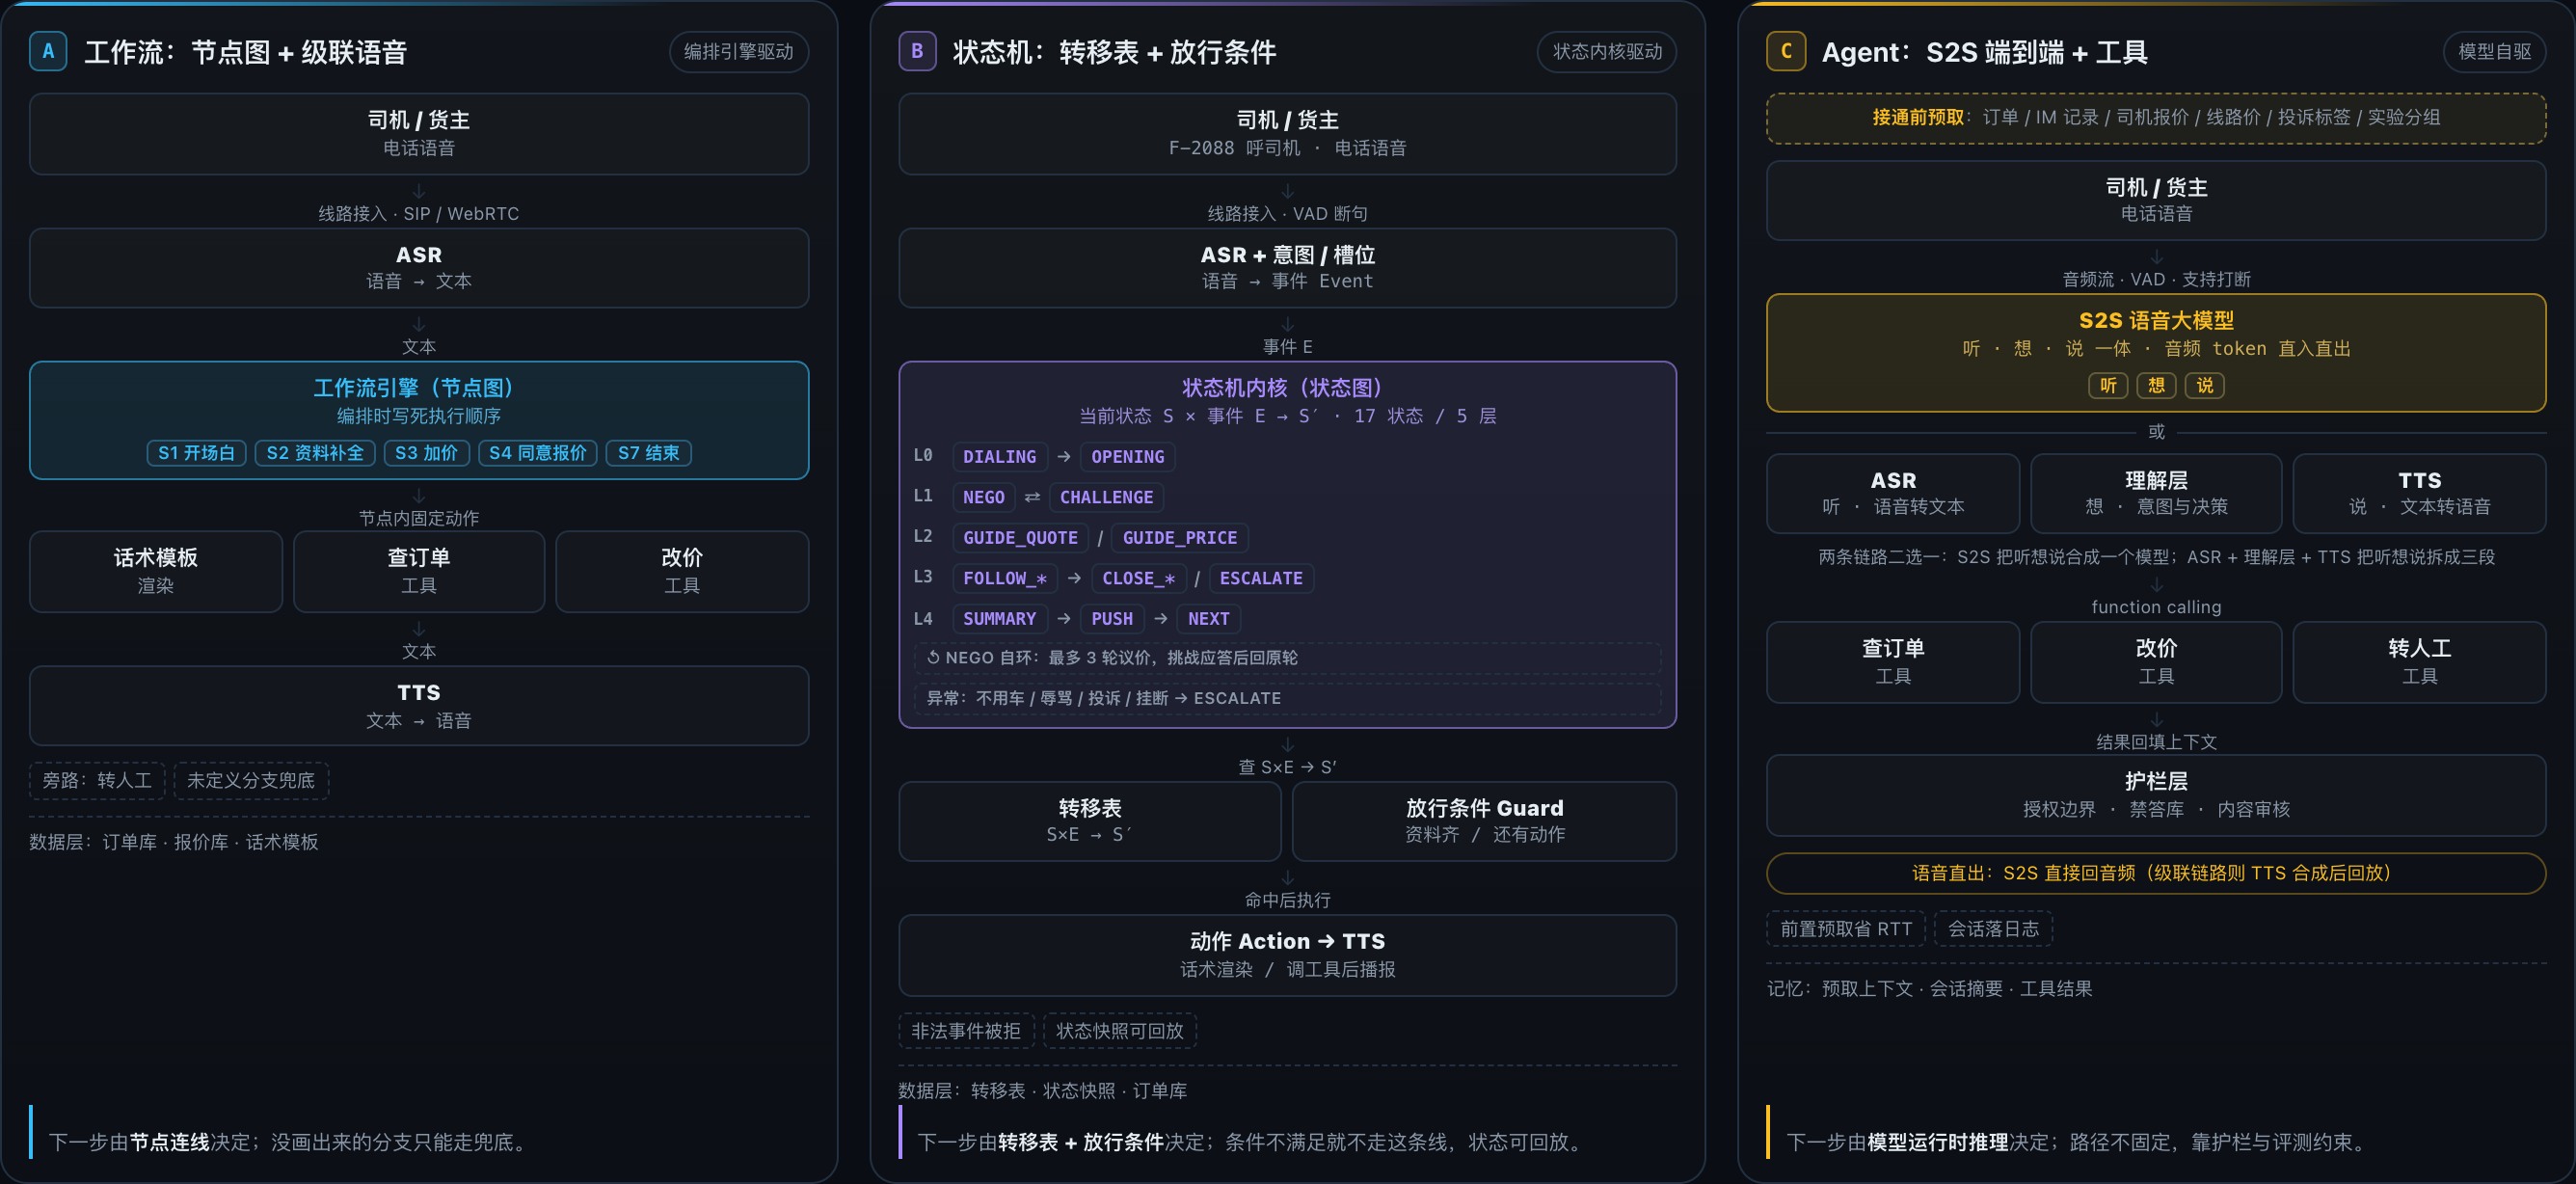 A 工作流：节点图 + 级联语音 编排引擎驱动
司机 / 货主
电话语音
↓
线路接入 · SIP / WebRTC
ASR
语音 → 文本
↓
文本
工作流引擎（节点图）
编排时写死执行顺序
S1 开场白 S2 资料补全 S3 加价 S4 同意报价 S7 结束
↓
节点内固定动作
话术模板 查订单 改价
渲染 工具 工具
↓
文本
TTS
文本 → 语音
旁路：转人工 未定义分支兜底
数据层：订单库 · 报价库 · 话术模板
下一步由节点连线决定；没画出来的分支只能走兜底。
B 状态机：转移表 + 放行条件 状态内核驱动
司机 / 货主
F-2088 呼司机 · 电话语音
↓
线路接入 · VAD 断句
ASR + 意图 / 槽位
语音 → 事件 Event
↓
事件 E
状态机内核（状态图）
当前状态 S × 事件 E → S′ · 17 状态 / 5 层
L0 DIALING → OPENING
L1 NEGO ⇄ CHALLENGE
L2 GUIDE_QUOTE / GUIDE_PRICE
L3 FOLLOW_* → CLOSE_* / ESCALATE
L4 SUMMARY → PUSH → NEXT
↺ NEGO 自环：最多 3 轮议价，挑战应答后回原轮
异常：不用车 / 辱骂 / 投诉 / 挂断 → ESCALATE
↓
查 S×E → S′
转移表 放行条件 Guard
S×E → S′ 资料齐 / 还有动作
↓
命中后执行
动作 Action → TTS
话术渲染 / 调工具后播报
非法事件被拒 状态快照可回放
数据层：转移表 · 状态快照 · 订单库
下一步由转移表 + 放行条件决定；条件不满足就不走这条线，状态可回放。
C Agent：S2S 端到端 + 工具 模型自驱
接通前预取：订单 / IM 记录 / 司机报价 / 线路价 / 投诉标签 / 实验分组
司机 / 货主
电话语音
↓
音频流 · VAD · 支持打断
S2S 语音大模型
听 · 想 · 说 一体 · 音频 token 直入直出
听 想 说
或
ASR 理解层 TTS
听 · 语音转文本 想 · 意图与决策 说 · 文本转语音
两条链路二选一：S2S 把听想说合成一个模型；ASR + 理解层 + TTS 把听想说拆成三段
↓
function calling
查订单 改价 转人工
工具 工具 工具
↓
结果回填上下文
护栏层
授权边界 · 禁答库 · 内容审核
语音直出：S2S 直接回音频（级联链路则 TTS 合成后回放）
前置预取省 RTT 会话落日志
记忆：预取上下文 · 会话摘要 · 工具结果
下一步由模型运行时推理决定；路径不固定，靠护栏与评测约束。